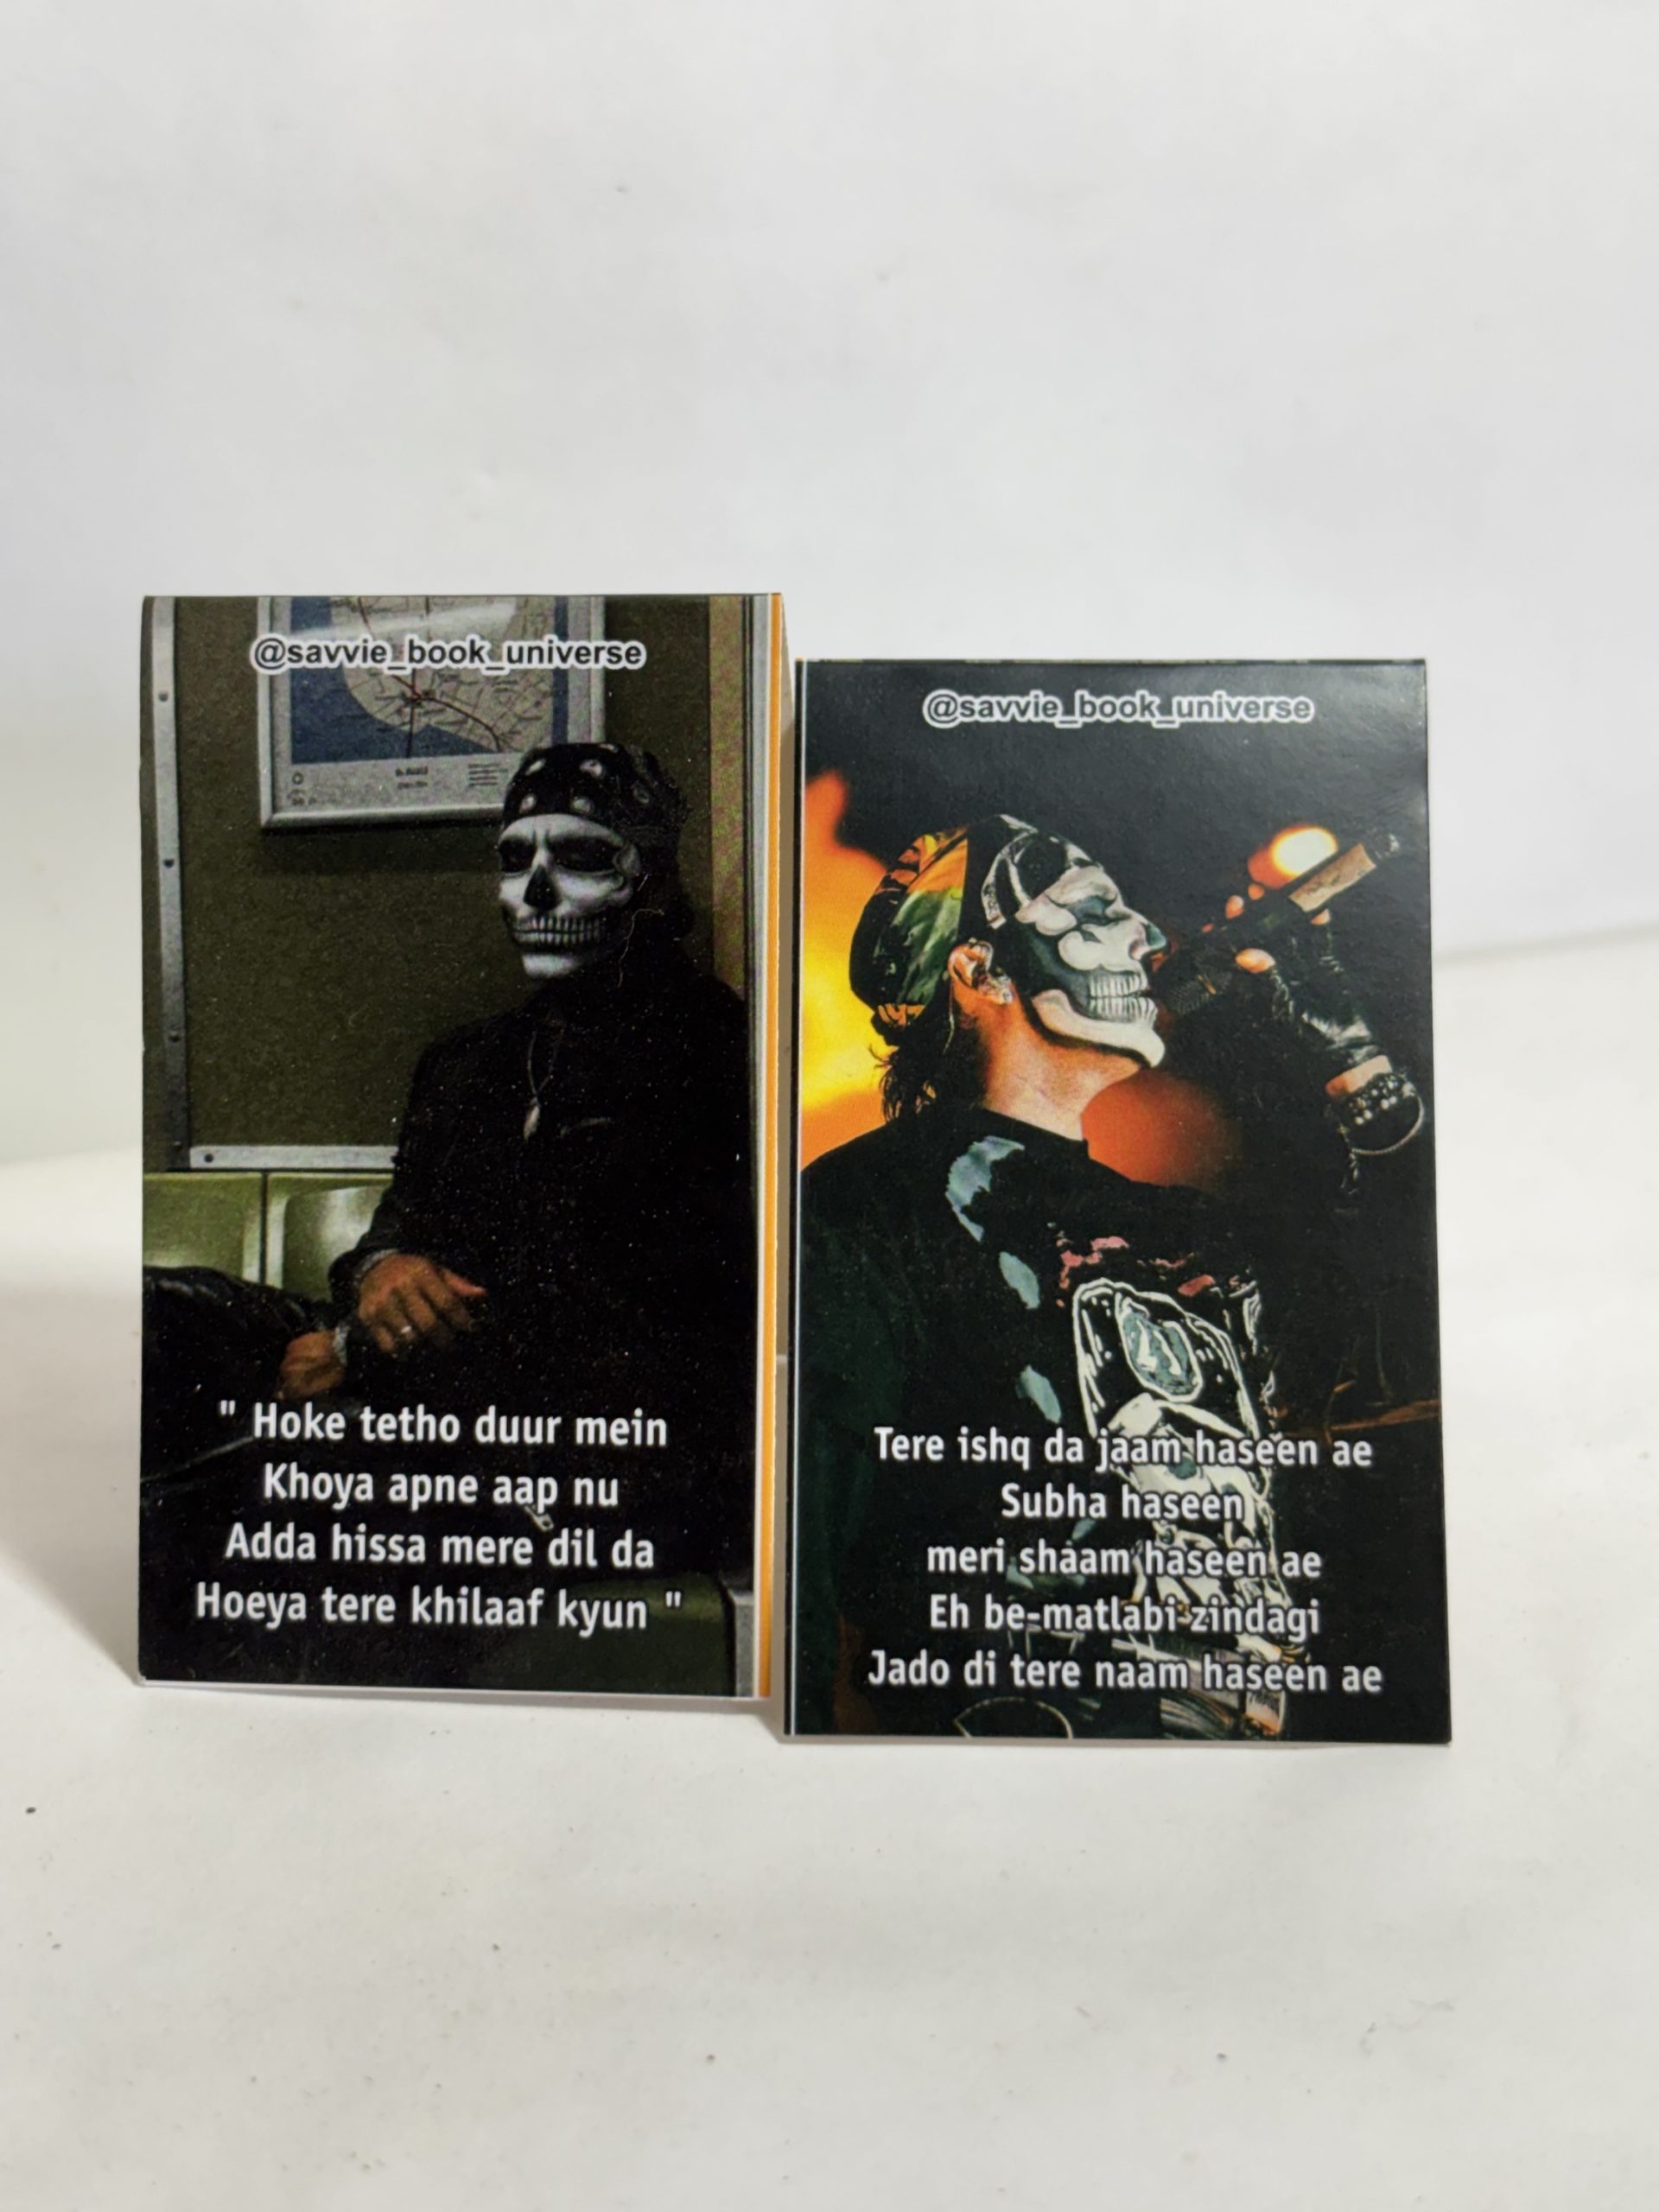 @savvie_book_universe
" Hoke tetho duur mein
Khoya apne aap nu
Adda hissa mere dil da
Hoeya tere khilaaf kyun "
@savvie_book_universe
Tere ishq da jaam haseen ae
Subha haseen
meri shaam haseen ae
Eh be-matlabi zindagi
Jado di tere naam haseen ae